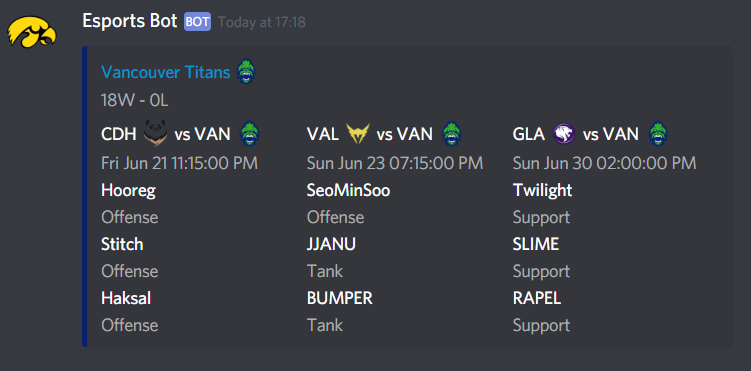 Esports Bot BOT Today at 17:18
Vancouver Titans
18W - 0L
CDH vs VAN VAL vs VAN GLA vs VAN
Fri Jun 21 11:15:00 PM Sun Jun 23 07:15:00 PM Sun Jun 30 02:00:00 PM
Hooreg SeoMinSoo Twilight
Offense Offense Support
Stitch JJANU SLIME
Offense Tank Support
Haksal BUMPER RAPEL
Offense Tank Support